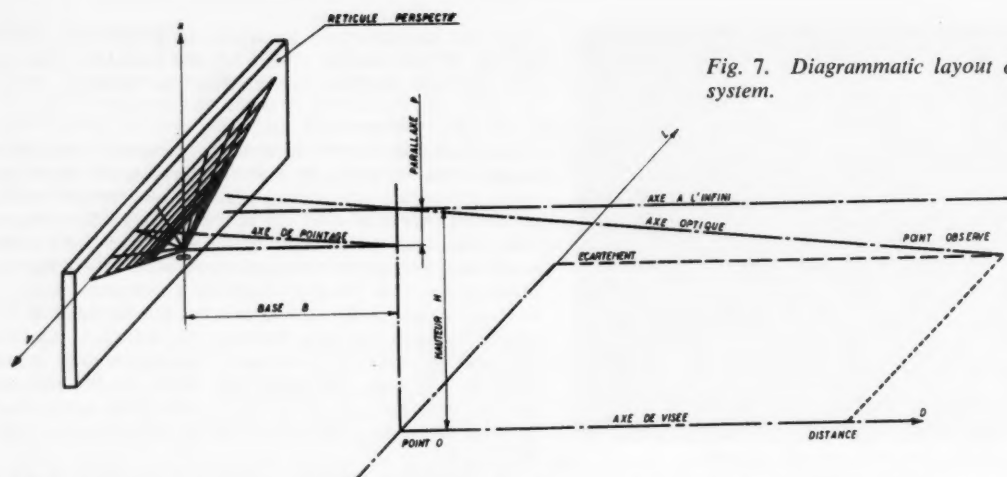 RETICULE PERSPECTIF
X
Fig. 7. Diagrammatic layout
system.
PARALLAXE P
L
AXE A L'INFINI
AXE OPTIQUE
AXE DE POINTAGE
POINT OBSERVE
ECARTEMENT
BASE B
HAUTEUR H
Y
AXE DE VISÉE
D
POINT O
DISTANCE